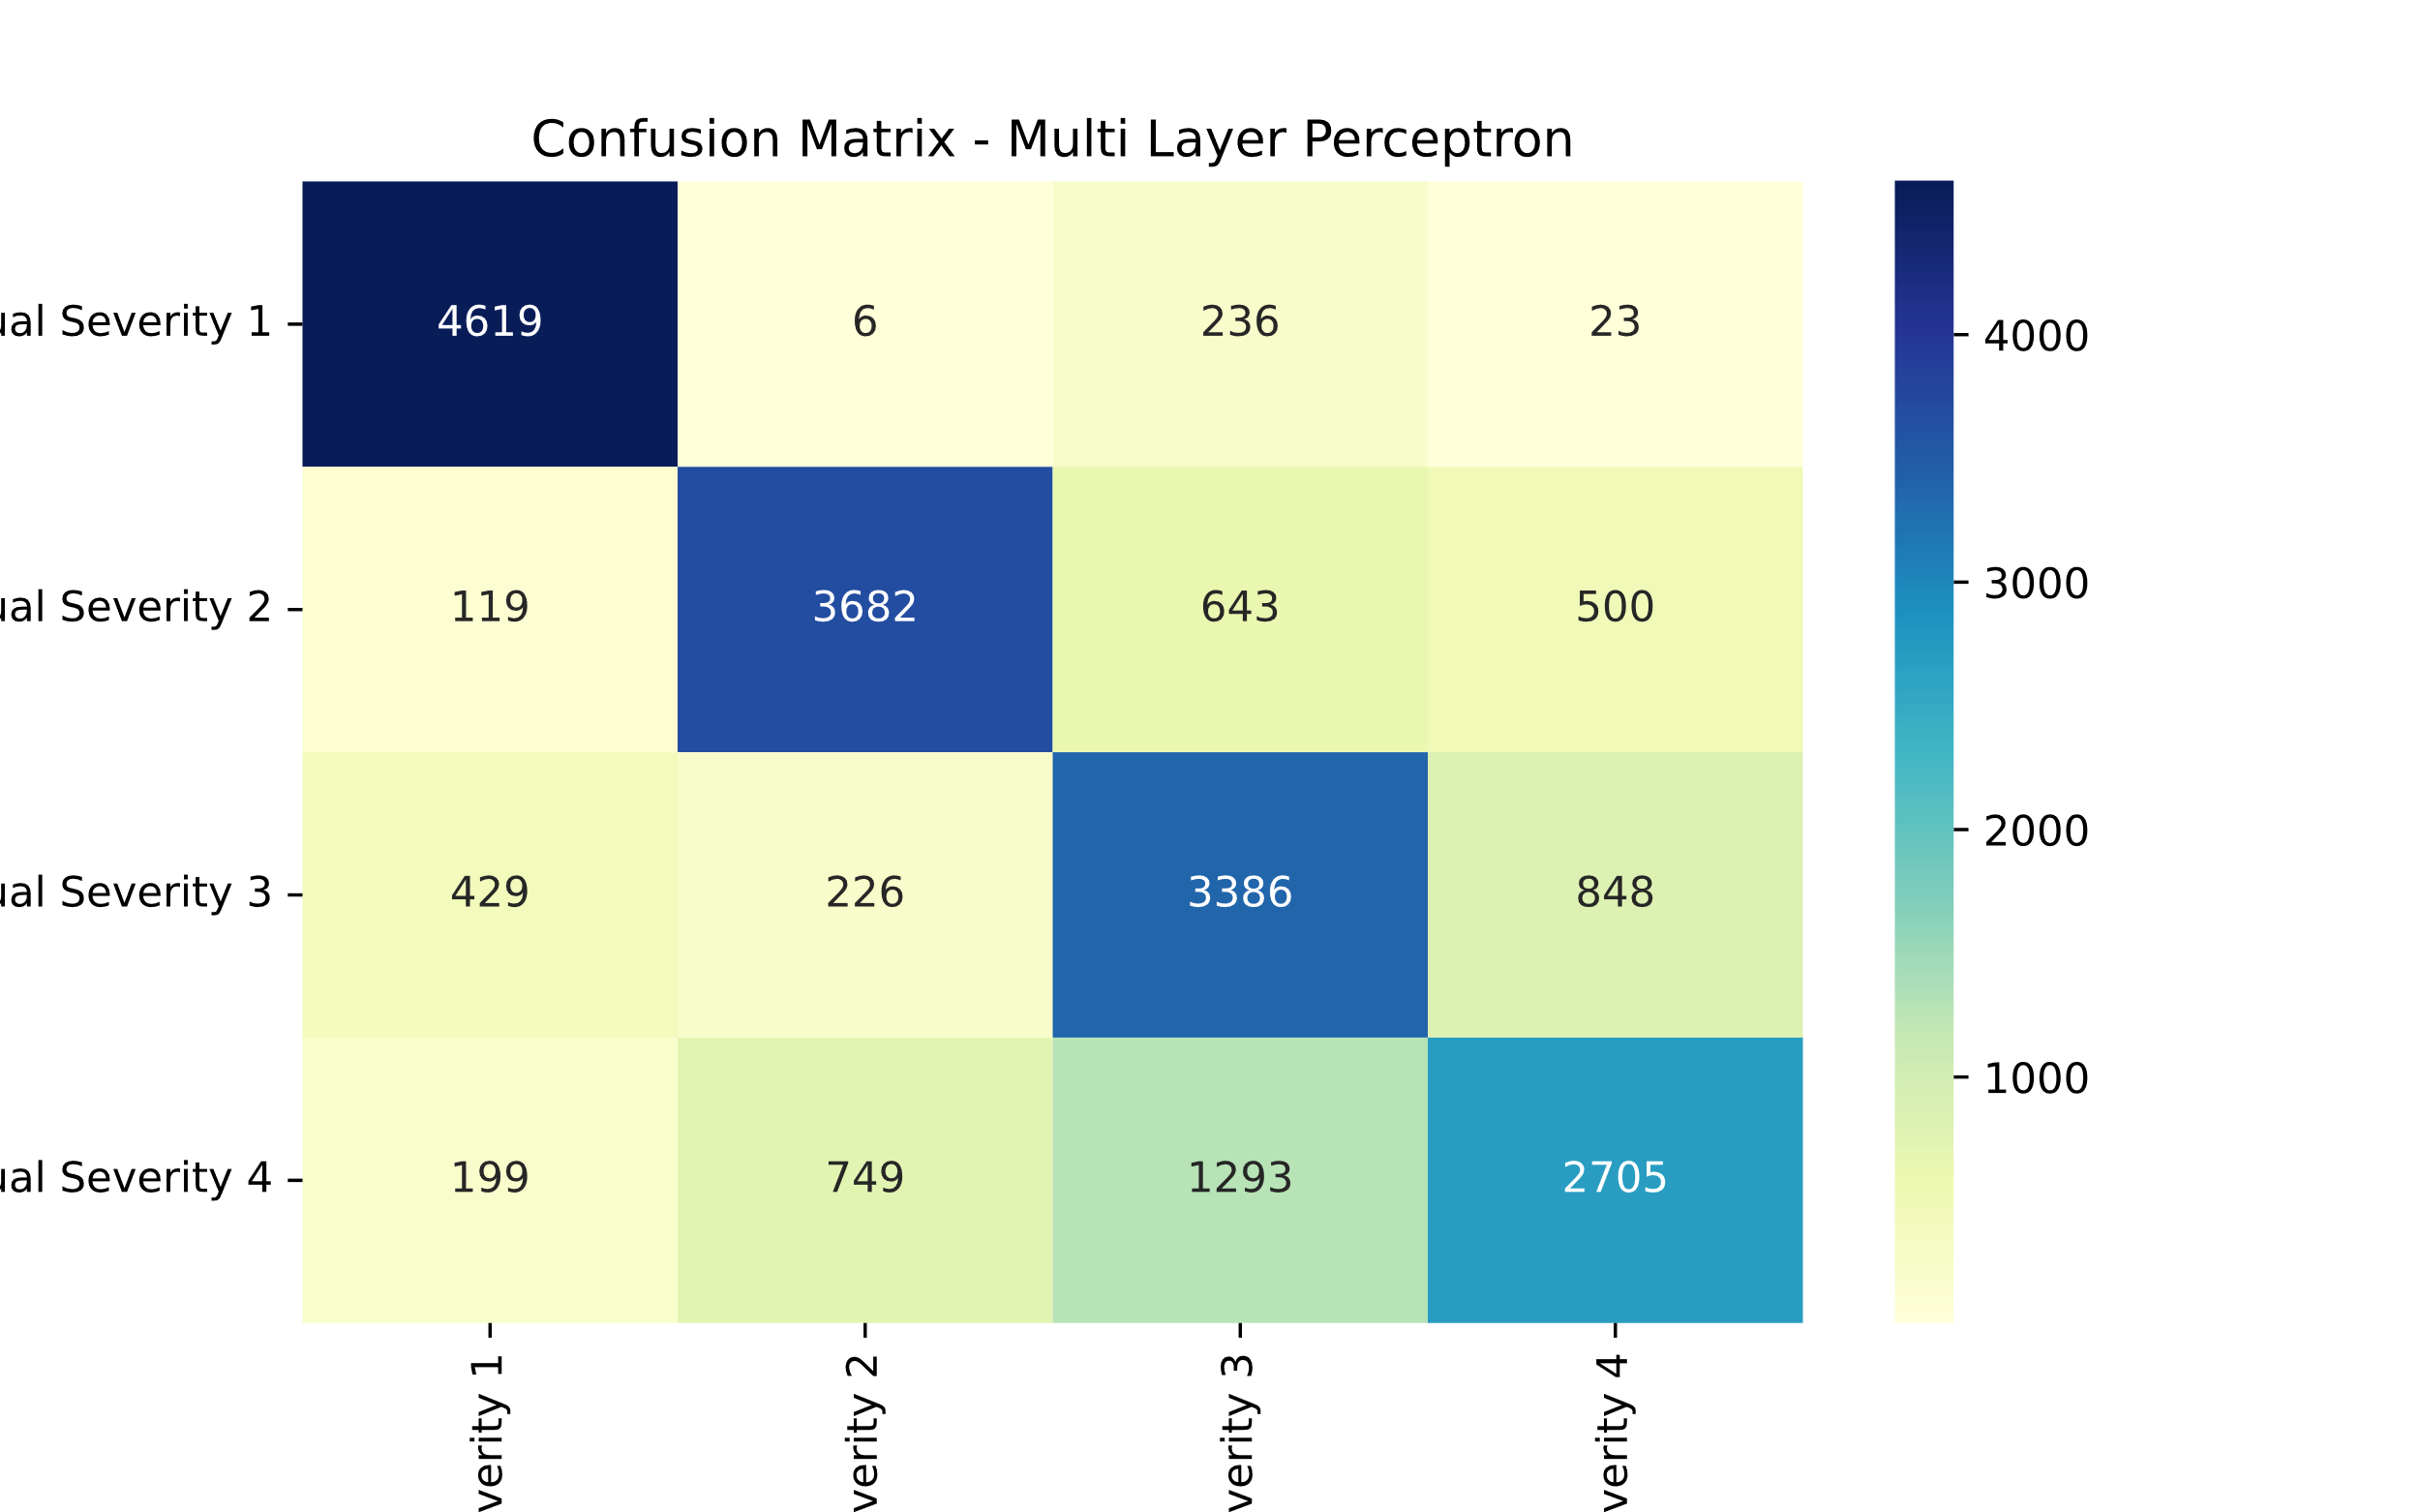 Confusion Matrix - Multi Layer Perceptron
ual Severity 1
4619 6 236 23
ual Severity 2
119 3682 643 500
ual Severity 3
429 226 3386 848
ual Severity 4
199 749 1293 2705
verity 1
verity 2
verity 3
verity 4
4000
3000
2000
1000